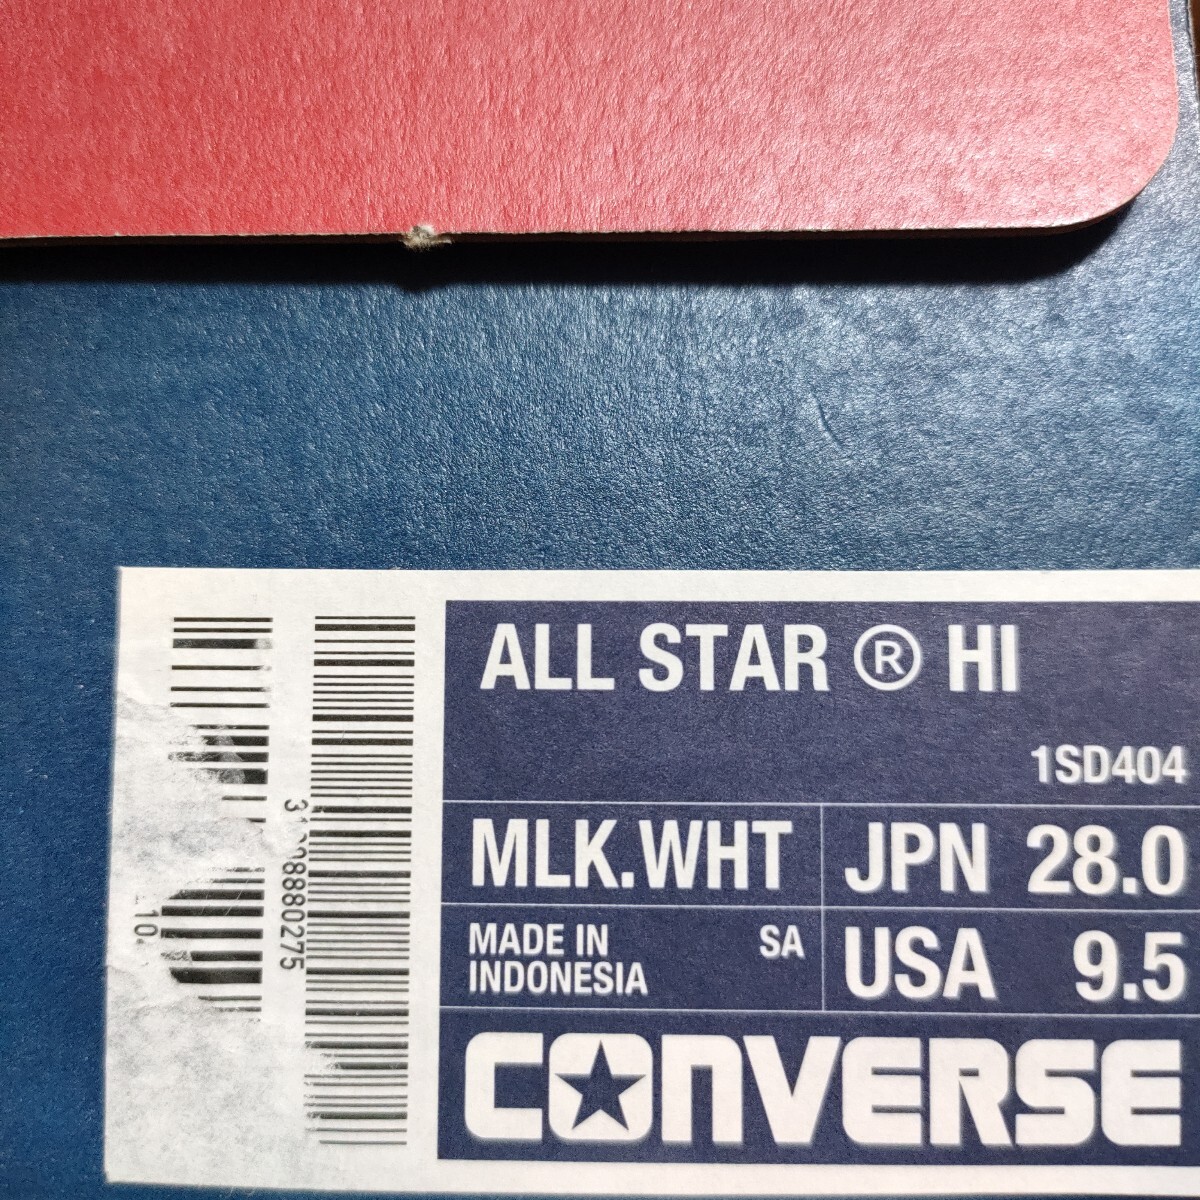 ALL STAR ® HI
1SD404
MLK.WHT
JPN 28.0
MADE IN
INDONESIA
SA
USA 9.5
CONVERSE